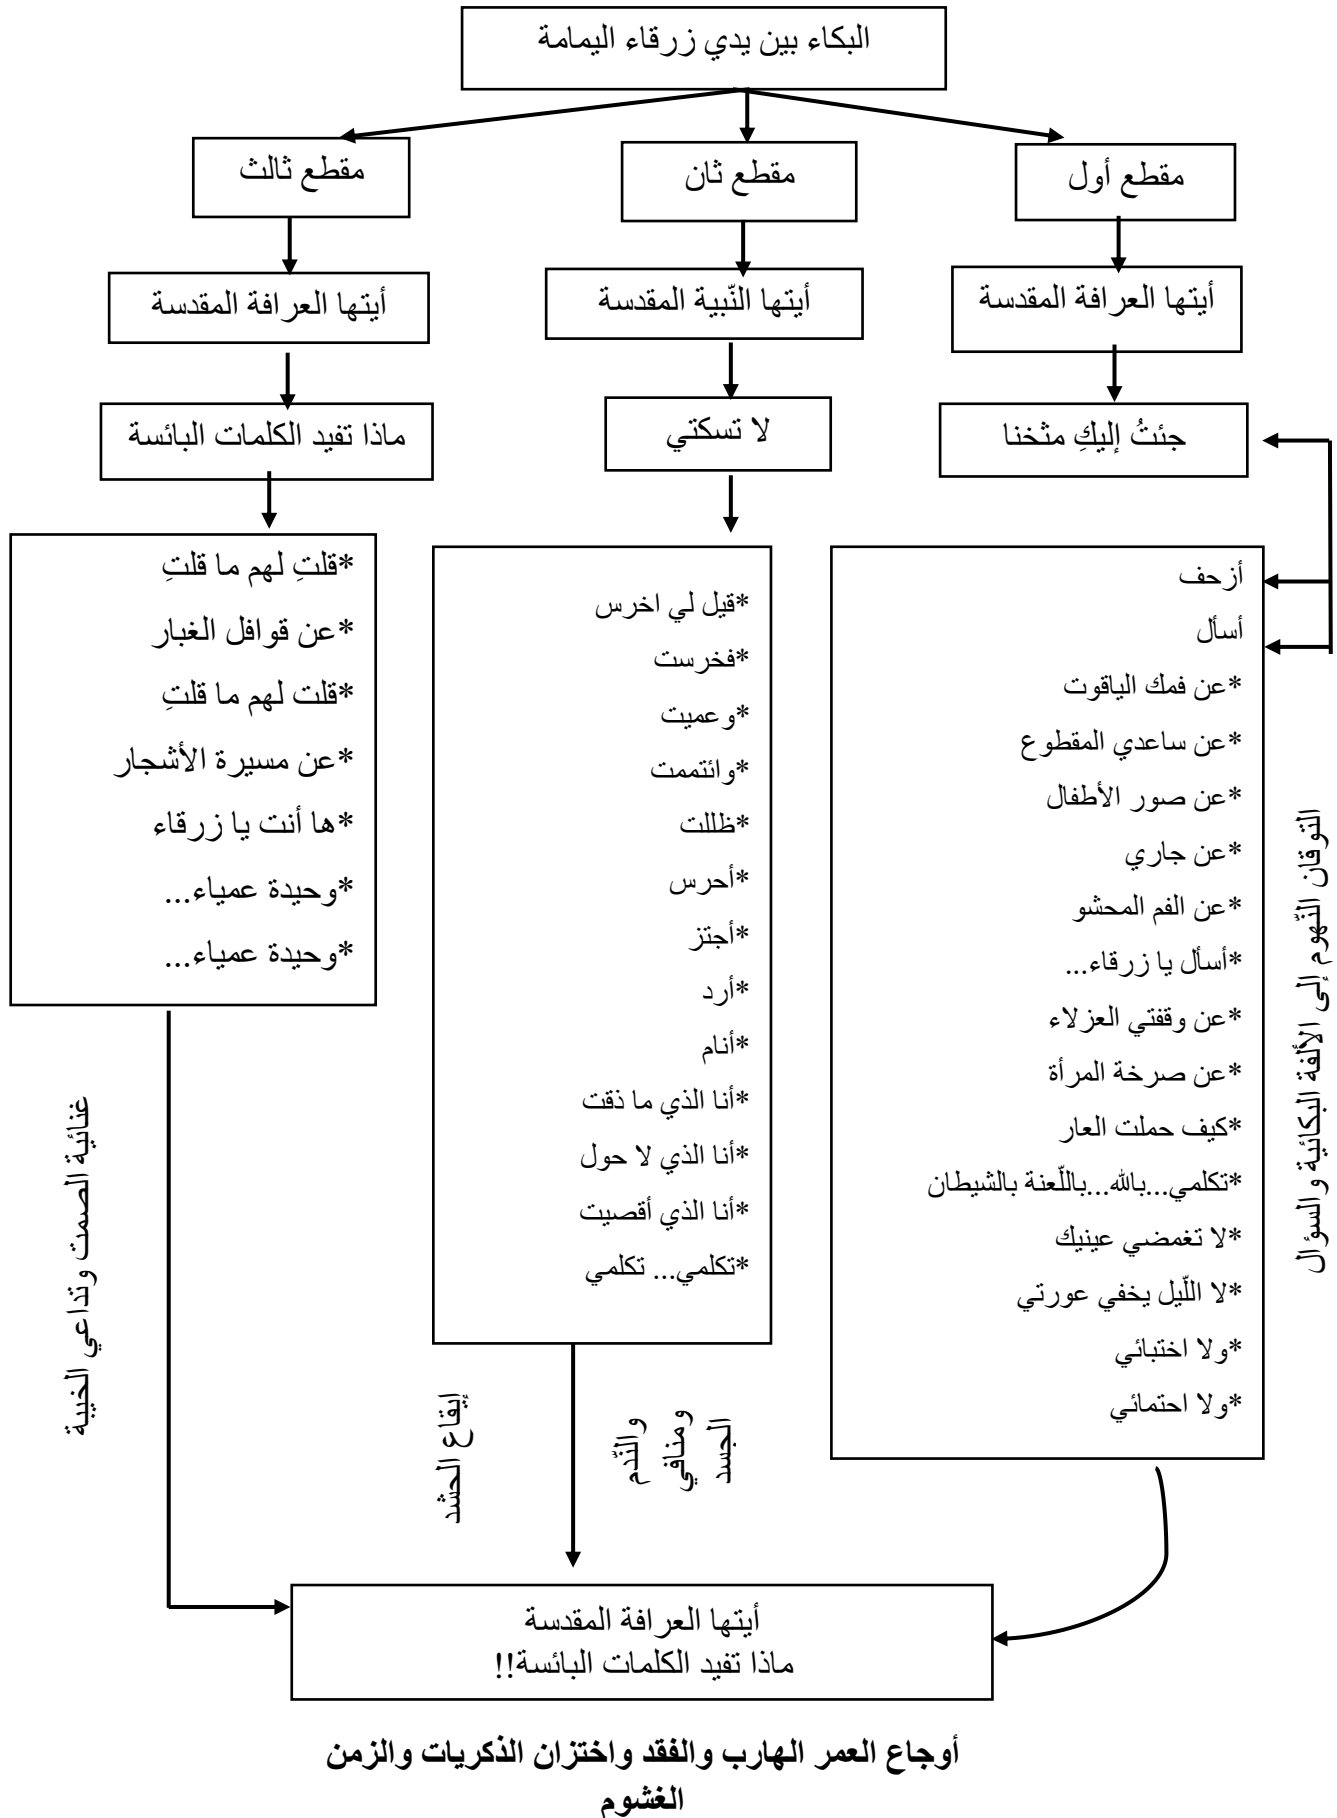 البكاء بين يدي زرقاء اليمامة
مقطع أول
مقطع ثان
مقطع ثالث
أيتها العرافة المقدسة
أيتها النّبية المقدسة
أيتها العرافة المقدسة
جئتُ إليكِ مثخنا
لا تسكتي
ماذا تفيد الكلمات البائسة
أزحف
أسأل
*عن فمك الياقوت
*عن ساعدي المقطوع
*عن صور الأطفال
*عن جاري
*عن الفم المحشو
*أسأل يا زرقاء...
*عن وقفتي العزلاء
*عن صرخة المرأة
*كيف حملت العار
*تكلمي...بالله...باللّعنة بالشيطان
*لا تغمضي عينيك
*لا اللّيل يخفي عورتي
*ولا اختبائي
*ولا احتمائي
التوقان النّهوم إلى الألفة البكائية والسؤال
*قيل لي اخرس
*فخرست
*وعميت
*وائتممت
*ظللت
*أحرس
*أجتز
*أرد
*أنام
*أنا الذي ما ذقت
*أنا الذي لا حول
*أنا الذي أقصيت
*تكلمي... تكلمي
إيقاع الحشد
والنّدم
ومنافي
الجسد
*قلتِ لهم ما قلتِ
*عن قوافل الغبار
*قلت لهم ما قلتِ
*عن مسيرة الأشجار
*ها أنت يا زرقاء
*وحيدة عمياء...
*وحيدة عمياء...
غنائية الصمت وتداعي الخيبة
أيتها العرافة المقدسة
ماذا تفيد الكلمات البائسة!!
أوجاع العمر الهارب والفقد واختزان الذكريات والزمن
الغشوم